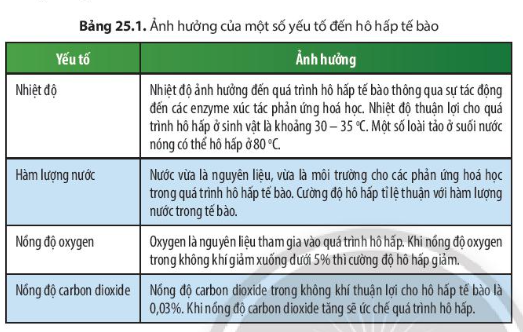 Bảng 25.1. Ảnh hưởng của một số yếu tố đến hô hấp tế bào
Yếu tố
Ảnh hưởng
Nhiệt độ
Nhiệt độ ảnh hưởng đến quá trình hô hấp tế bào thông qua sự tác động
đến các enzyme xúc tác phản ứng hoá học. Nhiệt độ thuận lợi cho quá
trình hô hấp ở sinh vật là khoảng 30 – 35 °C. Một số loài tảo ở suối nước
nóng có thể hô hấp ở 80 °C.
Hàm lượng nước
Nước vừa là nguyên liệu, vừa là môi trường cho các phản ứng hoá học
trong quá trình hô hấp tế bào. Cường độ hô hấp tỉ lệ thuận với hàm lượng
nước trong tế bào.
Nồng độ oxygen
Oxygen là nguyên liệu tham gia vào quá trình hô hấp. Khi nồng độ oxygen
trong không khí giảm xuống dưới 5% thì cường độ hô hấp giảm.
Nồng độ carbon dioxide
Nồng độ carbon dioxide trong không khí thuận lợi cho hô hấp tế bào là
0,03%. Khi nồng độ carbon dioxide tăng sẽ ức chế quá trình hô hấp.